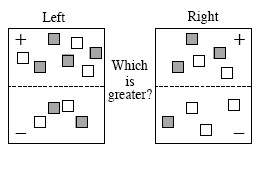 Left
Right
+
+
Which
is
greater?
–
–